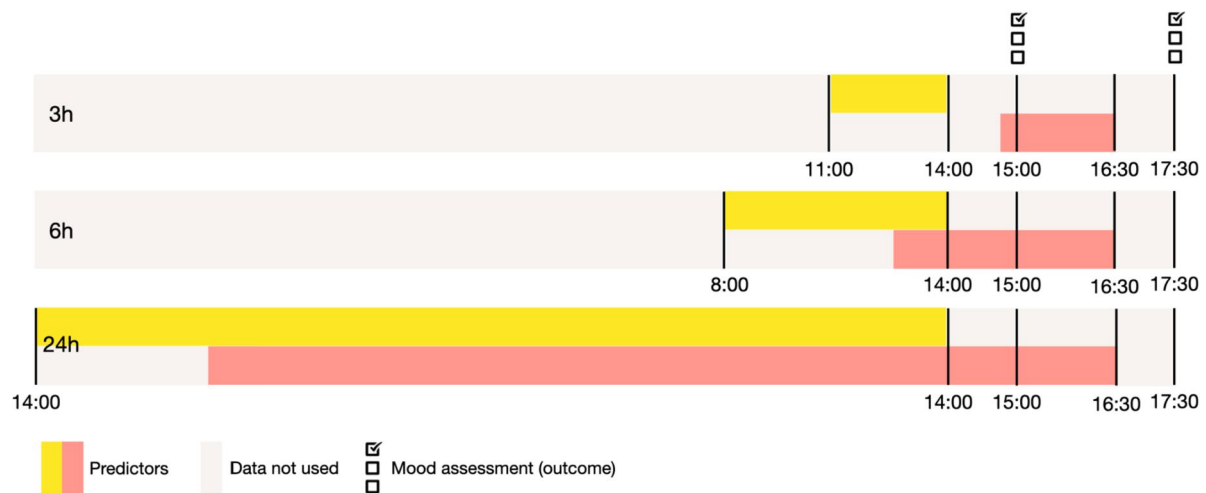 3h
11:00 14:00 15:00 16:30 17:30
6h
8:00 14:00 15:00 16:30 17:30
24h
14:00 14:00 15:00 16:30 17:30
Predictors Data not used Mood assessment (outcome)